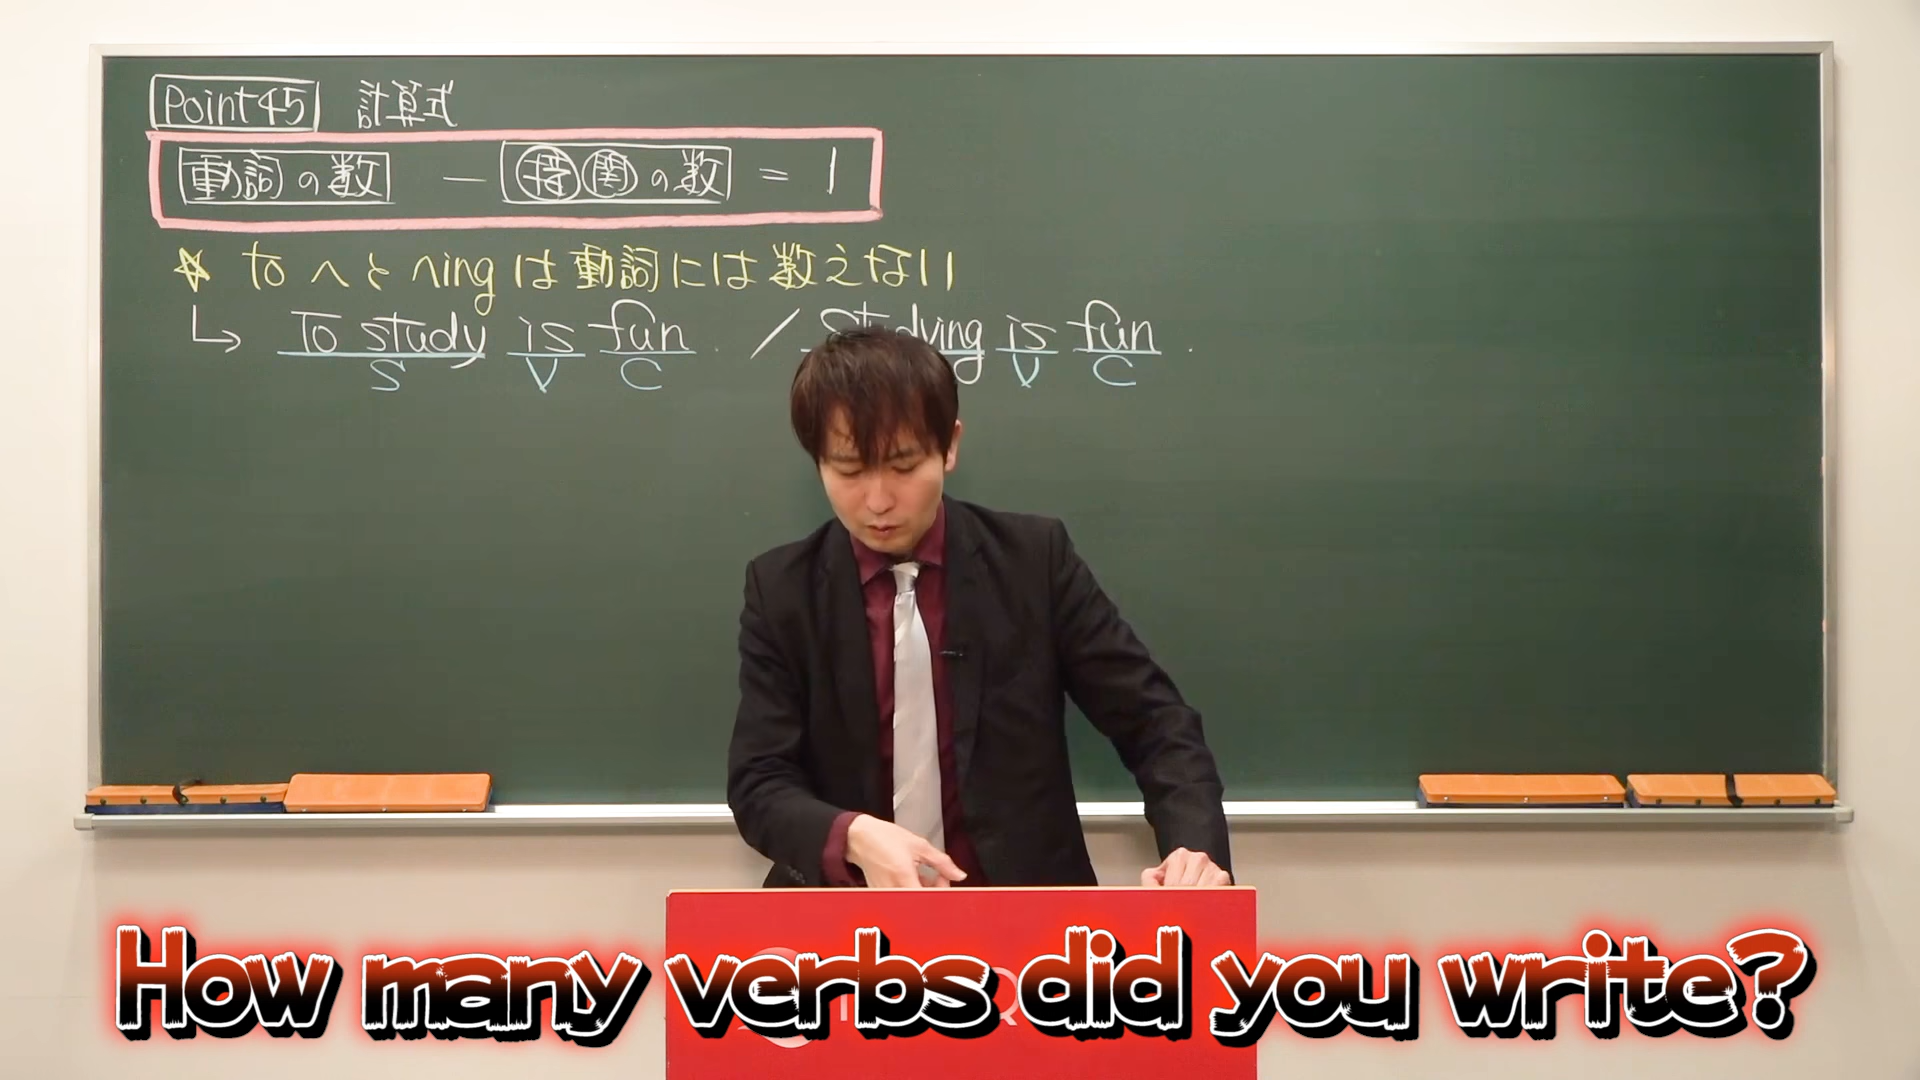 Point45 計算式
動詞の数 − 接関の数 = 1
☆ to 〜と〜ingは動詞には数えない
↳ To study is fun. / Studying is fun.
S V C V C
How many verbs did you write?